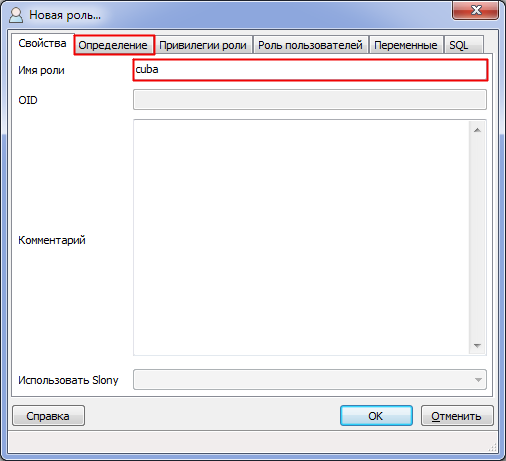 Новая роль...
Свойства Определение Привилегии роли Роль пользователей Переменные SQL
Имя роли cuba
OID
Комментарий
Использовать Slony
Справка OK Отменить